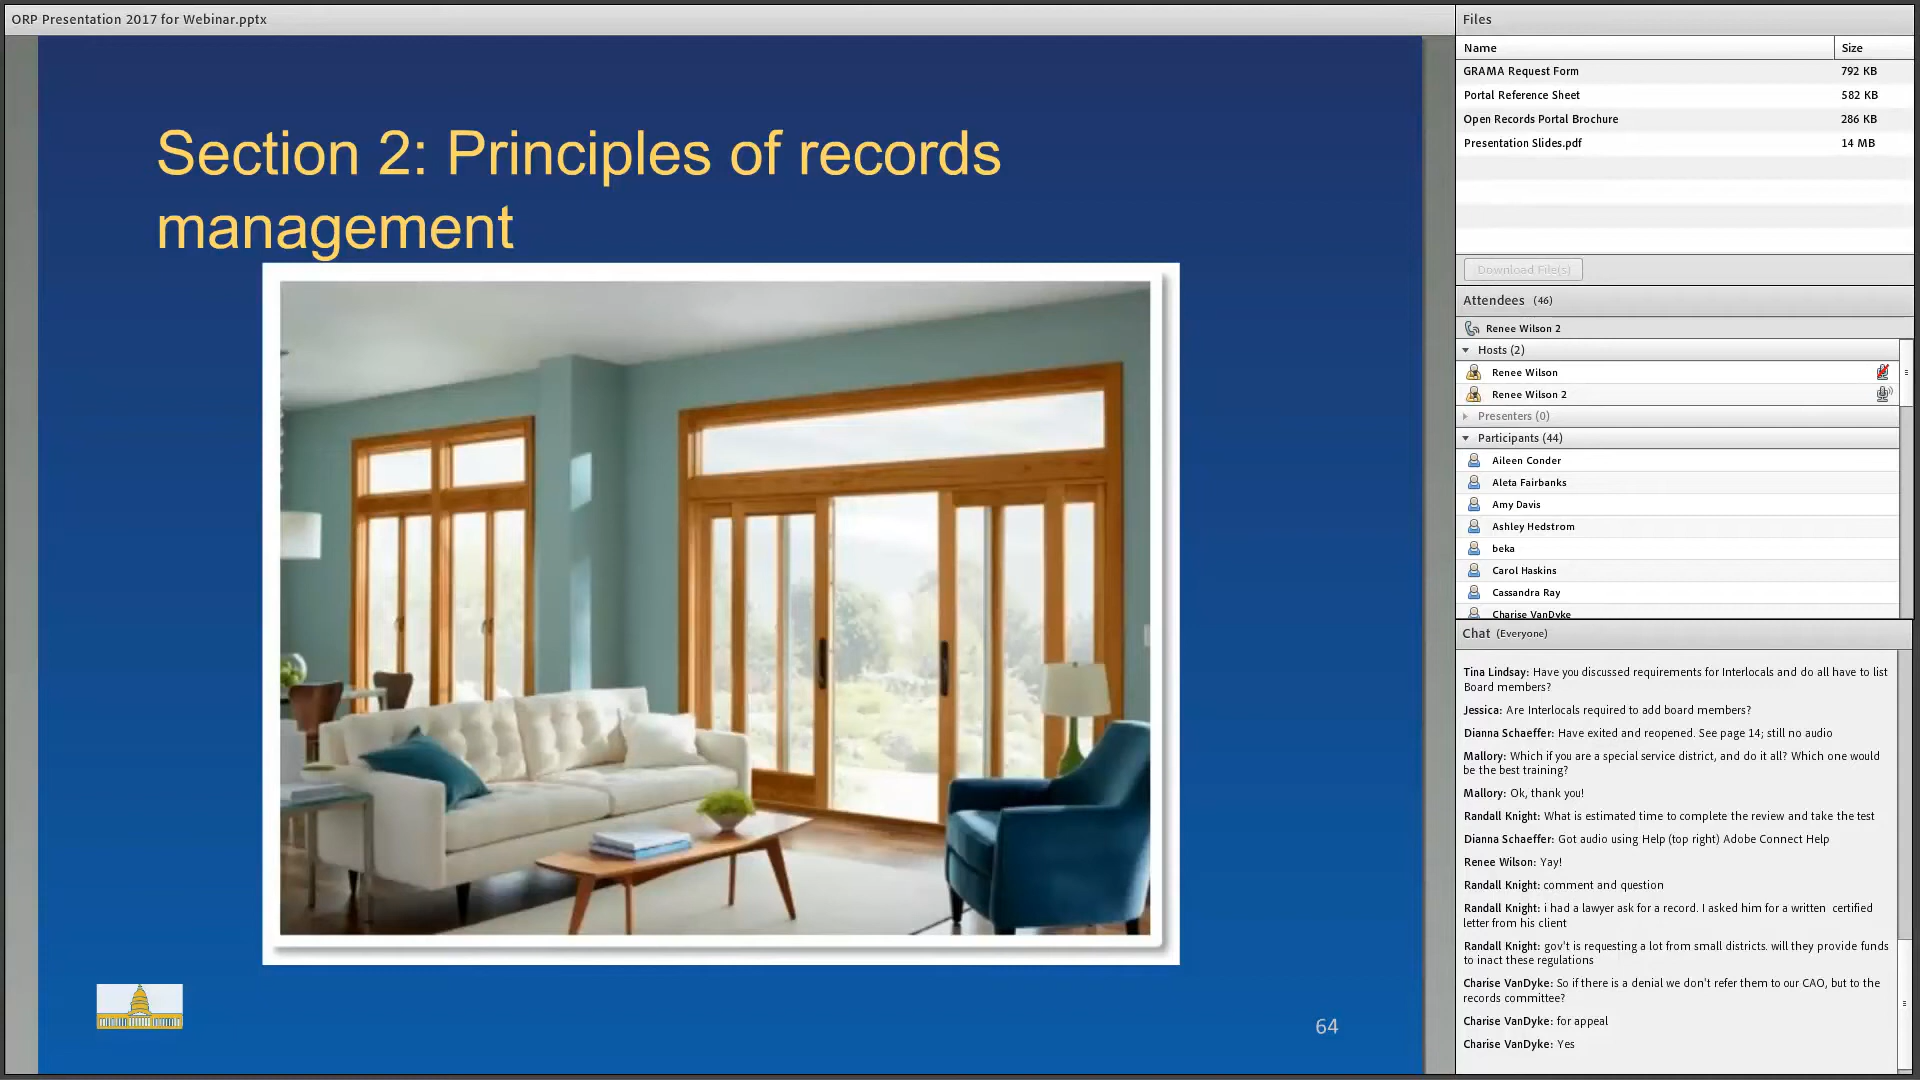 ORP Presentation 2017 for Webinar.pptx
Section 2: Principles of records
management
64
Files
Name Size
GRAMA Request Form 792 KB
Portal Reference Sheet 582 KB
Open Records Portal Brochure 286 KB
Presentation Slides.pdf 14 MB
Download File(s)
Attendees (46)
Renee Wilson 2
Hosts (2)
Renee Wilson
Renee Wilson 2
Presenters (0)
Participants (44)
Aileen Conder
Aleta Fairbanks
Amy Davis
Ashley Hedstrom
beka
Carol Haskins
Cassandra Ray
Charise VanDyke
Chat (Everyone)
Tina Lindsay: Have you discussed requirements for Interlocals and do all have to list
Board members?
Jessica: Are Interlocals required to add board members?
Dianna Schaeffer: Have exited and reopened. See page 14; still no audio
Mallory: Which if you are a special service district, and do it all? Which one would
be the best training?
Mallory: Ok, thank you!
Randall Knight: What is estimated time to complete the review and take the test
Dianna Schaeffer: Got audio using Help (top right) Adobe Connect Help
Renee Wilson: Yay!
Randall Knight: comment and question
Randall Knight: i had a lawyer ask for a record. I asked him for a written certified
letter from his client
Randall Knight: gov't is requesting a lot from small districts. will they provide funds
to inact these regulations
Charise VanDyke: So if there is a denial we don't refer them to our CAO, but to the
records committee?
Charise VanDyke: for appeal
Charise VanDyke: Yes